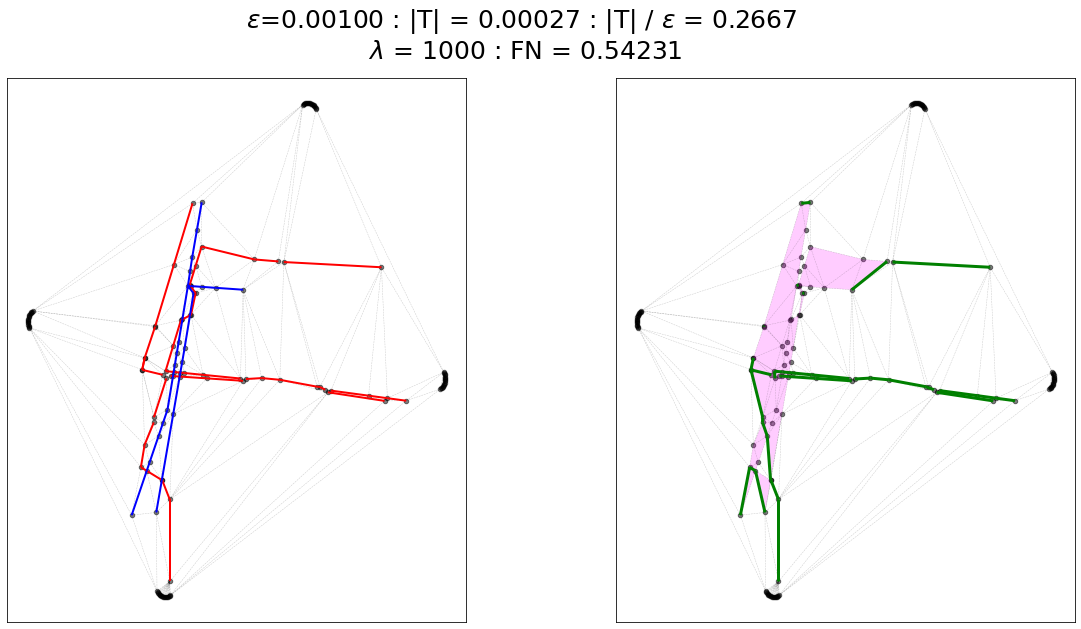 ε=0.00100 : |T| = 0.00027 : |T| / ε = 0.2667
λ = 1000 : FN = 0.54231